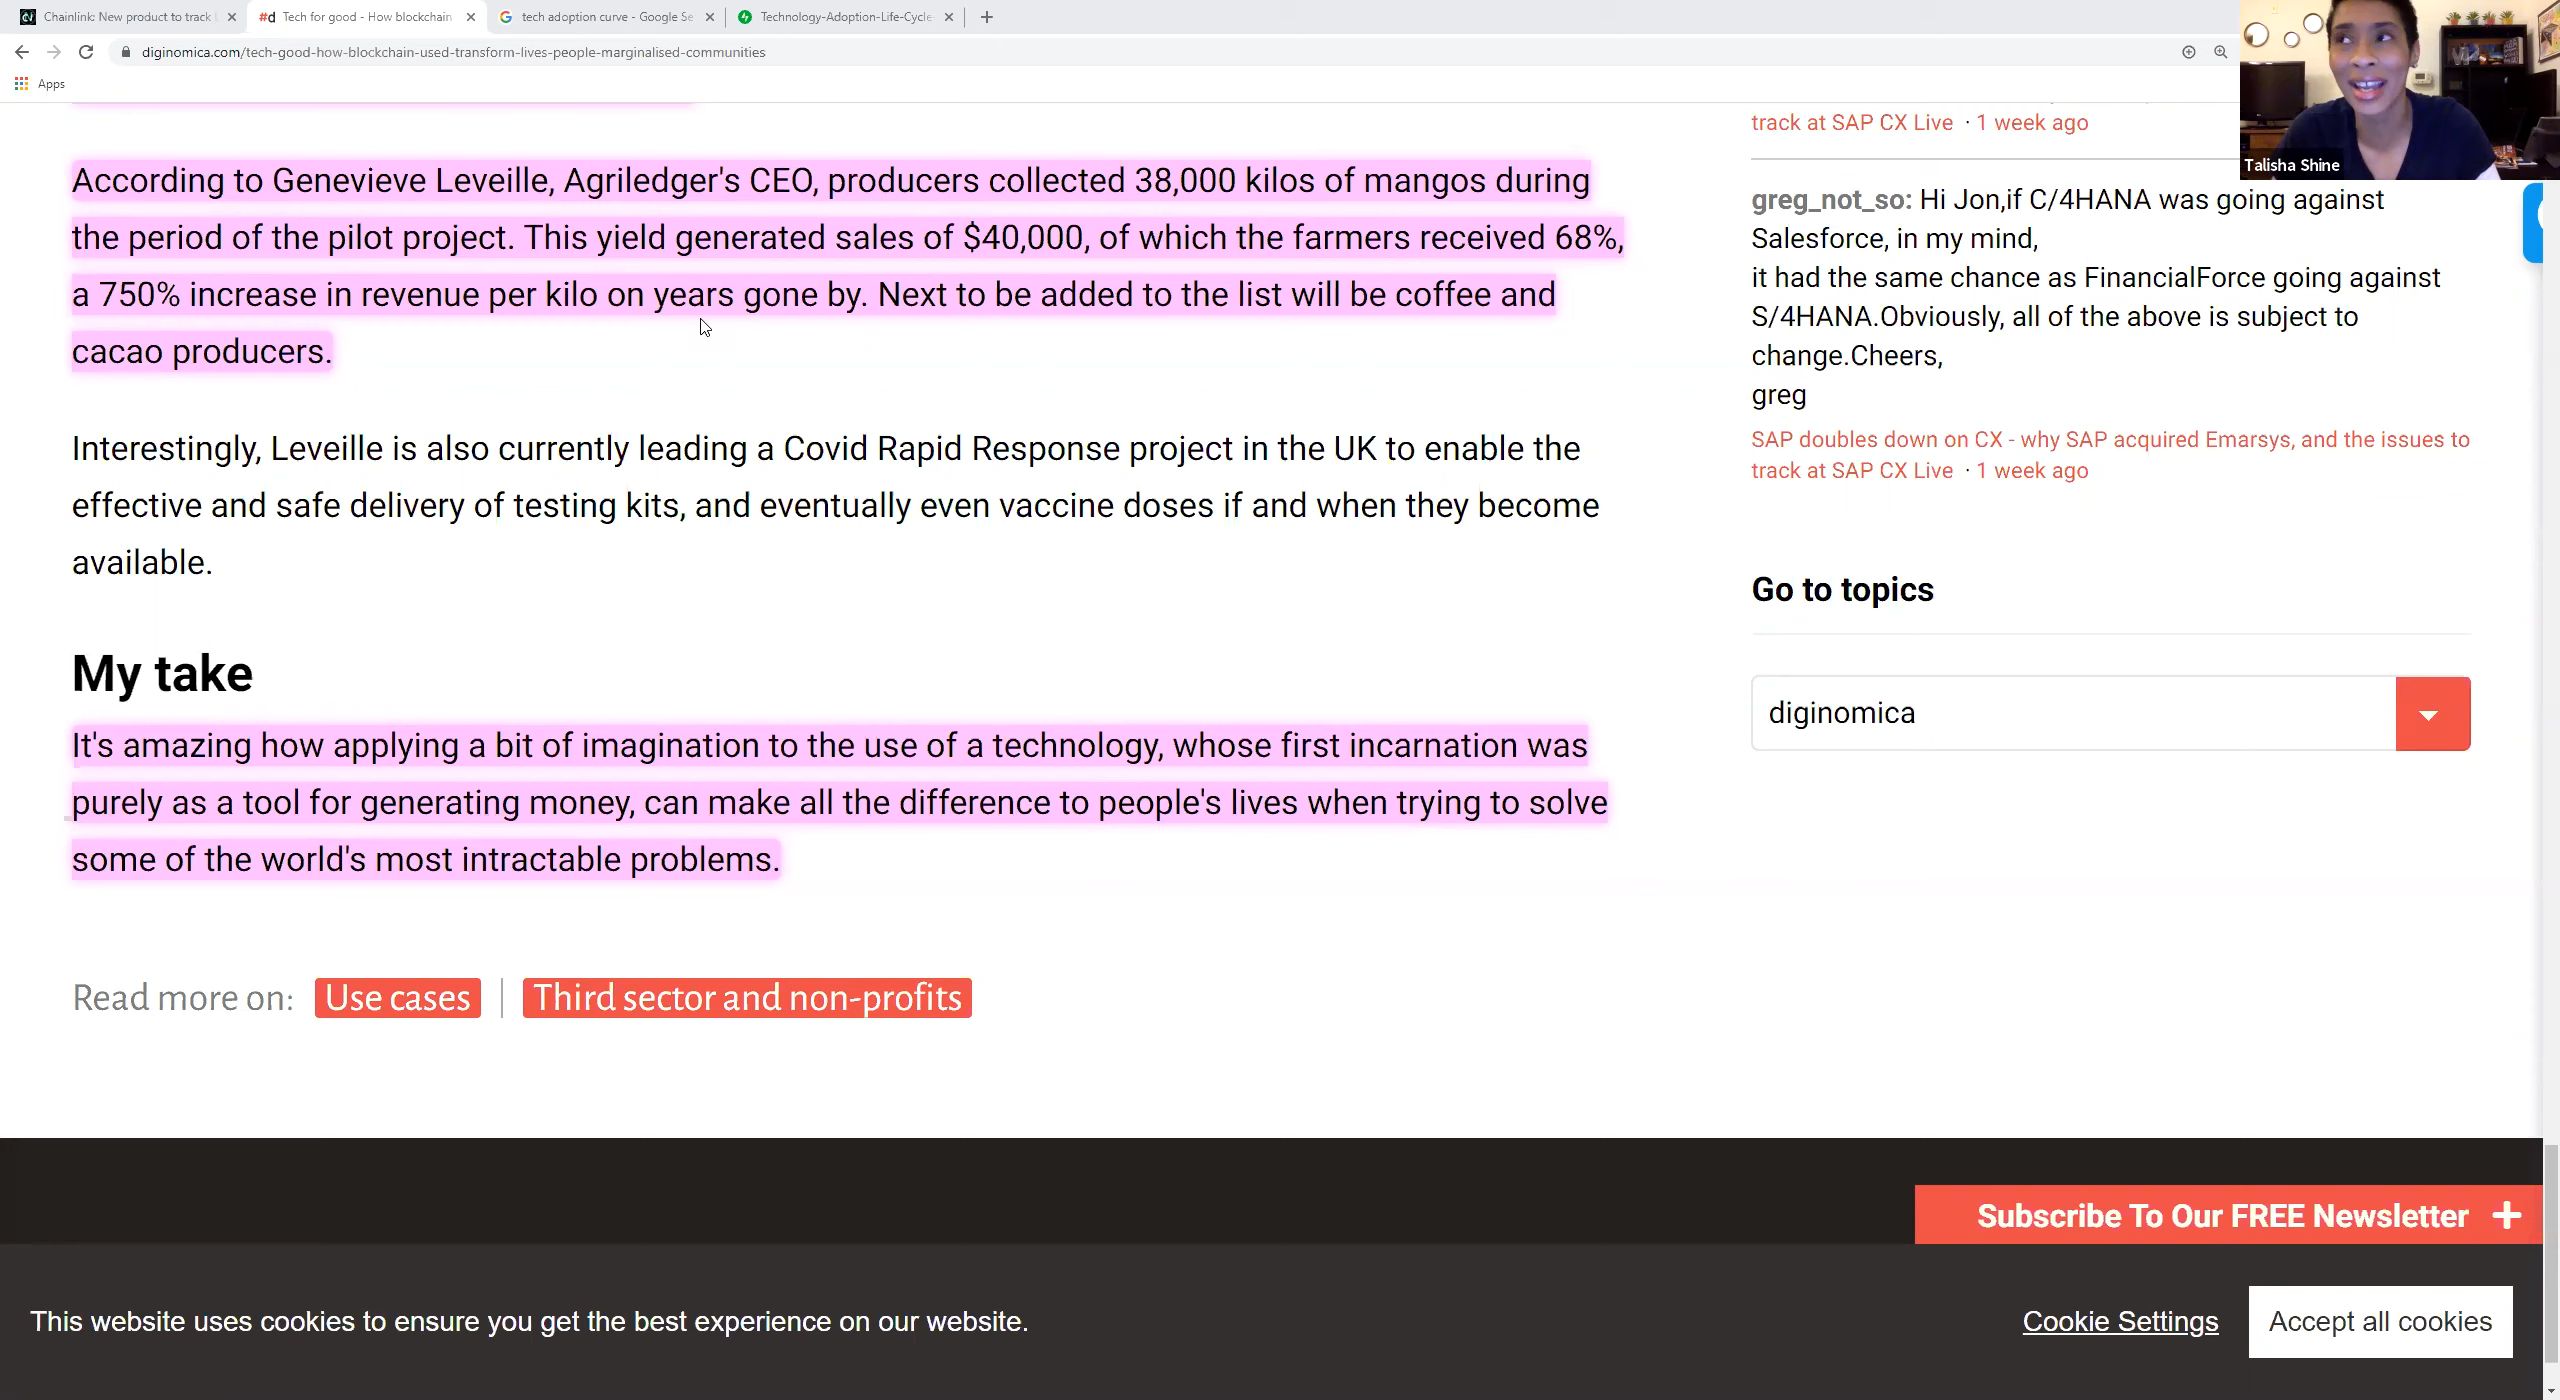 Chainlink: New product to track
#d Tech for good - How blockchain
tech adoption curve - Google Se
Technology-Adoption-Life-Cycle
diginomica.com/tech-good-how-blockchain-used-transform-lives-people-marginalised-communities
Apps
Talisha Shine
According to Genevieve Leveille, Agriledger's CEO, producers collected 38,000 kilos of mangos during
the period of the pilot project. This yield generated sales of $40,000, of which the farmers received 68%,
a 750% increase in revenue per kilo on years gone by. Next to be added to the list will be coffee and
cacao producers.
Interestingly, Leveille is also currently leading a Covid Rapid Response project in the UK to enable the
effective and safe delivery of testing kits, and eventually even vaccine doses if and when they become
available.
My take
It's amazing how applying a bit of imagination to the use of a technology, whose first incarnation was
purely as a tool for generating money, can make all the difference to people's lives when trying to solve
some of the world's most intractable problems.
Read more on: Use cases | Third sector and non-profits
track at SAP CX Live · 1 week ago
greg_not_so: Hi Jon,if C/4HANA was going against
Salesforce, in my mind,
it had the same chance as FinancialForce going against
S/4HANA.Obviously, all of the above is subject to
change.Cheers,
greg
SAP doubles down on CX - why SAP acquired Emarsys, and the issues to
track at SAP CX Live · 1 week ago
Go to topics
diginomica
Subscribe To Our FREE Newsletter +
This website uses cookies to ensure you get the best experience on our website.
Cookie Settings
Accept all cookies